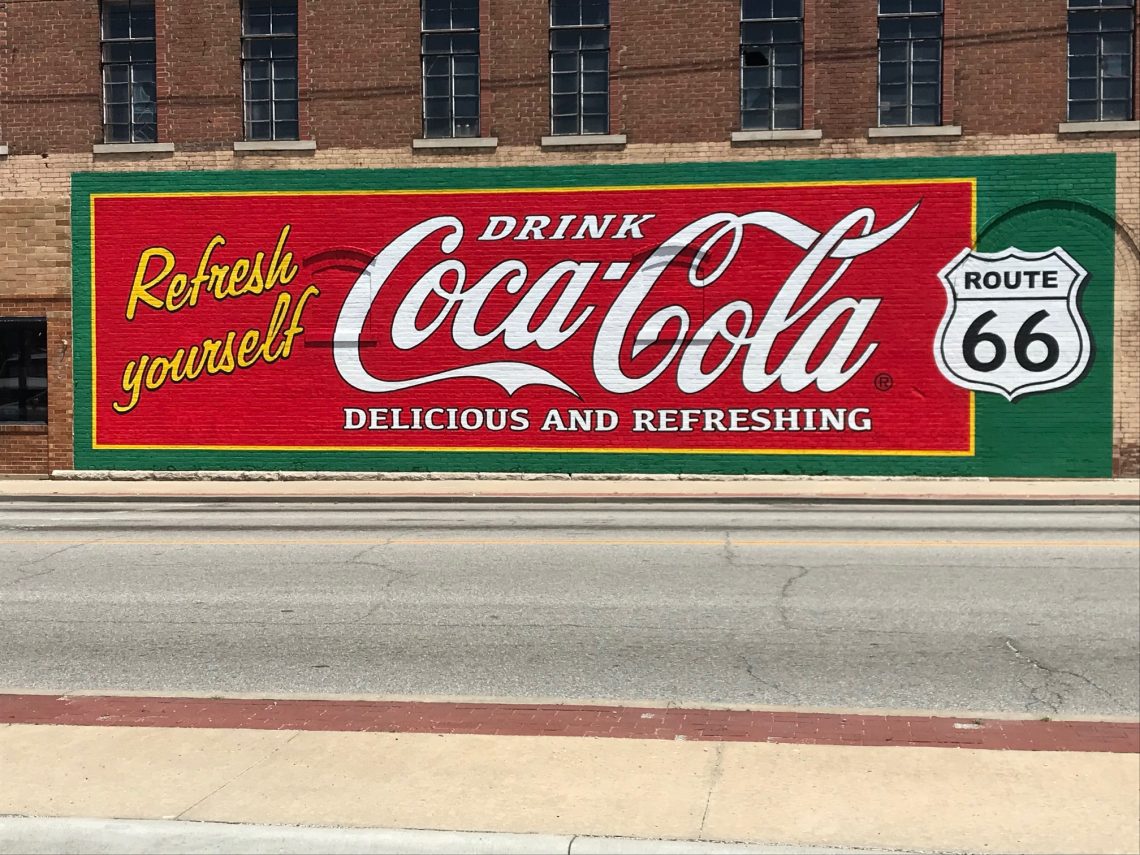 Refresh
yourself
DRINK
Coca-Cola®
DELICIOUS AND REFRESHING
ROUTE
66